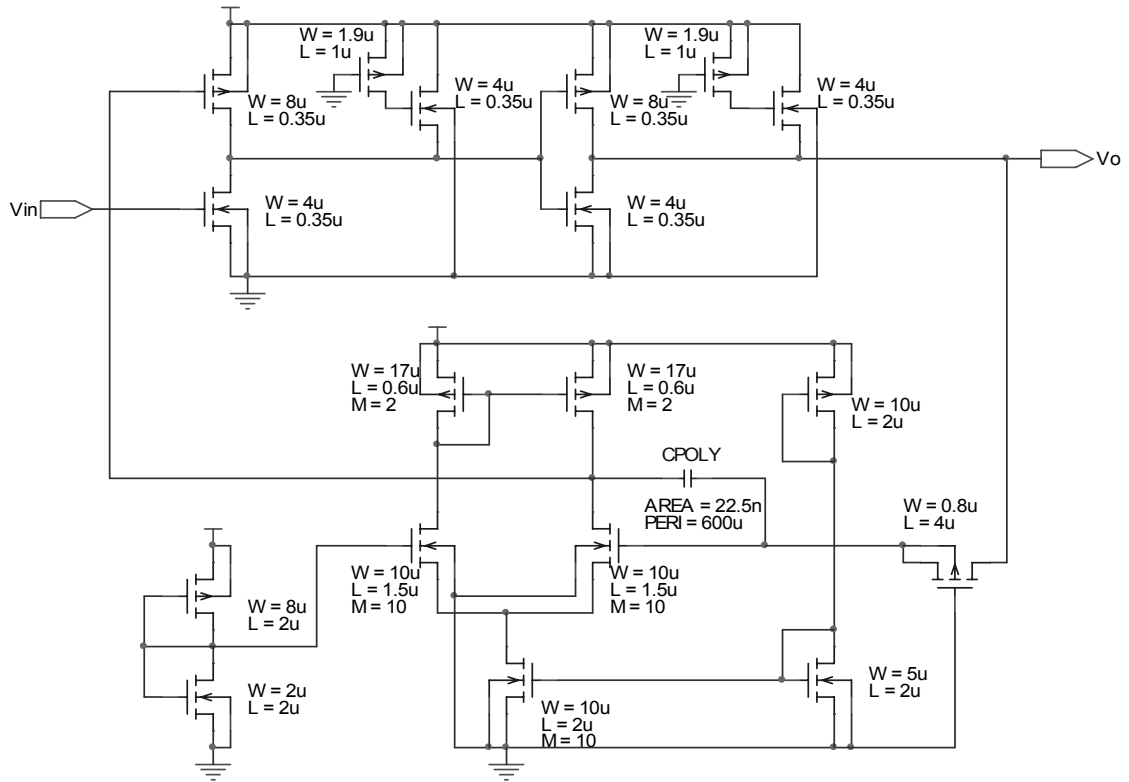 W = 1.9u
L = 1u
W = 1.9u
L = 1u
W = 4u
L = 0.35u
W = 4u
L = 0.35u
W = 8u
L = 0.35u
W = 8u
L = 0.35u
Vo
Vin
W = 4u
L = 0.35u
W = 4u
L = 0.35u
W = 17u
L = 0.6u
M = 2
W = 17u
L = 0.6u
M = 2
W = 10u
L = 2u
CPOLY
AREA = 22.5n
PERI = 600u
W = 0.8u
L = 4u
W = 10u
L = 1.5u
M = 10
W = 10u
L = 1.5u
M = 10
W = 8u
L = 2u
W = 2u
L = 2u
W = 10u
L = 2u
M = 10
W = 5u
L = 2u